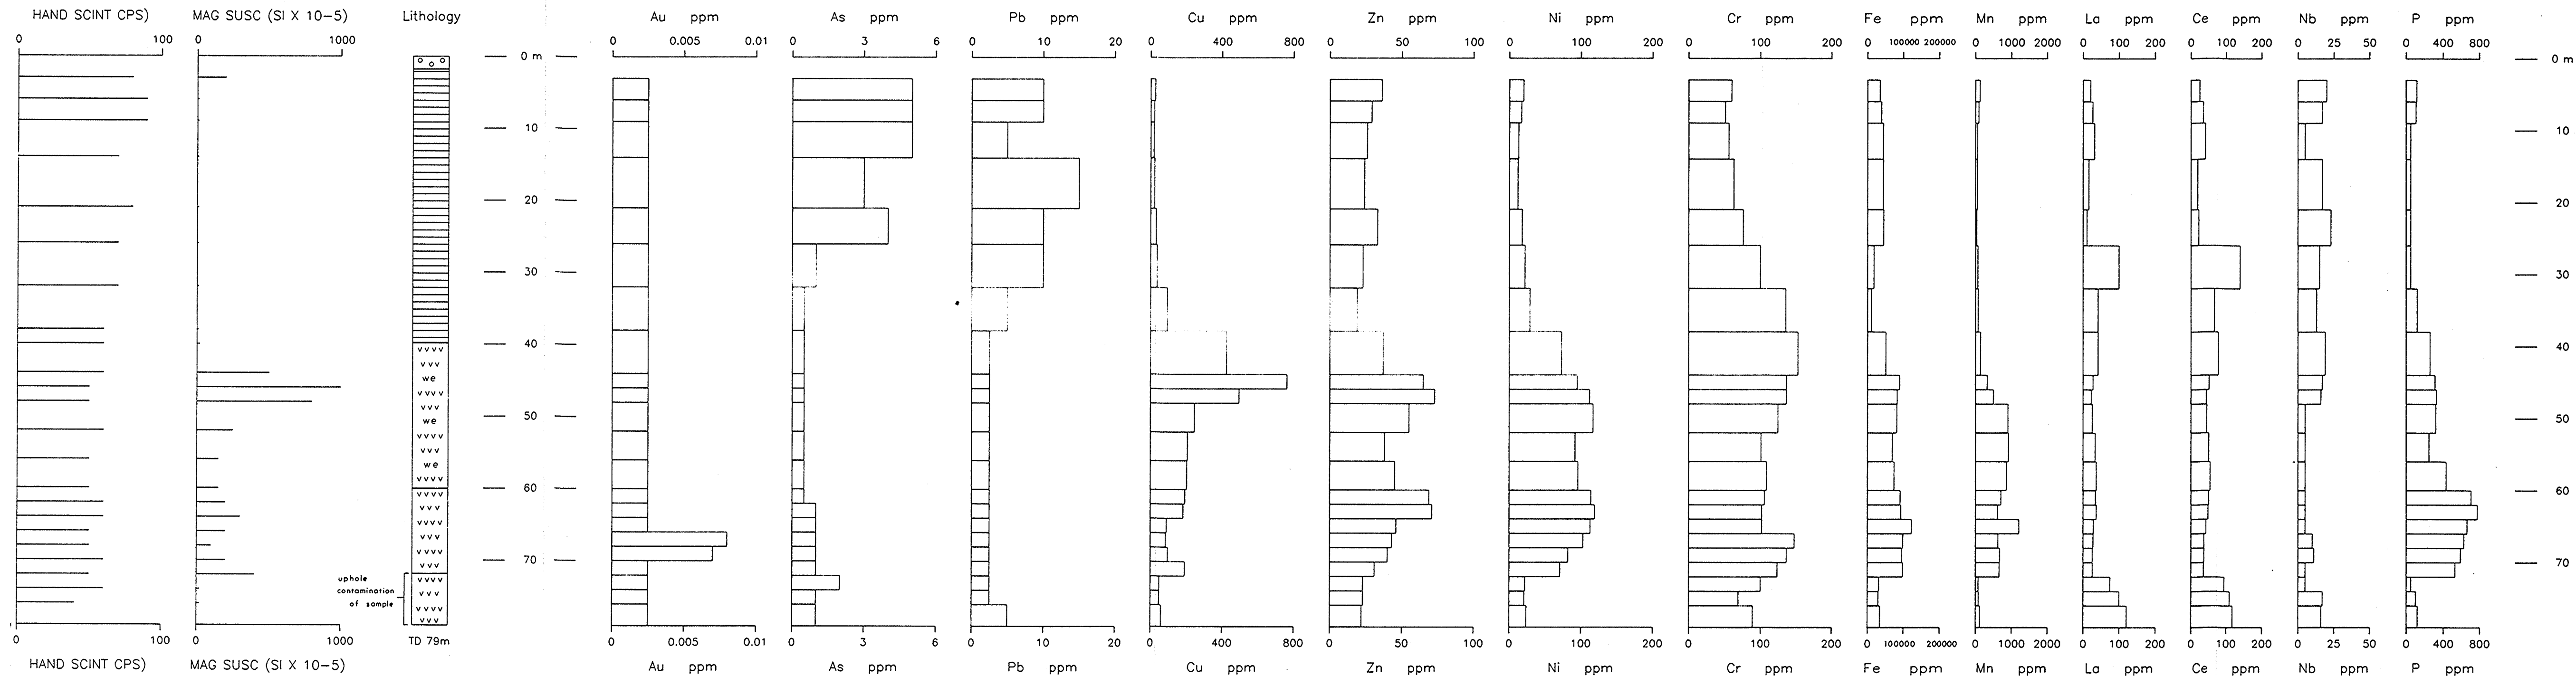 HAND SCINT CPS) MAG SUSC (SI X 10-5) Lithology Au ppm As ppm Pb ppm Cu ppm Zn ppm Ni ppm Cr ppm Fe ppm Mn ppm La ppm Ce ppm Nb ppm P ppm
0 100 0 1000 0 0.005 0.01 0 3 6 0 10 20 0 400 800 0 50 100 0 100 200 0 100 200 0 100000 200000 0 1000 2000 0 100 200 0 100 200 0 25 50 0 400 800
0 m 0 m
10 10
20 20
30 30
40 40
v v v v
v v v
we
v v v v
v v v
50 50
we
v v v v
v v v
we
v v v v
60 60
v v v v
v v v
v v v v
v v v
v v v v
70 70
v v v
uphole v v v v
contamination v v v
of sample v v v v
v v v
0 100 0 1000 TD 79m 0 0.005 0.01 0 3 6 0 10 20 0 400 800 0 50 100 0 100 200 0 100 200 0 100000 200000 0 1000 2000 0 100 200 0 100 200 0 25 50 0 400 800
HAND SCINT CPS) MAG SUSC (SI X 10-5) Au ppm As ppm Pb ppm Cu ppm Zn ppm Ni ppm Cr ppm Fe ppm Mn ppm La ppm Ce ppm Nb ppm P ppm